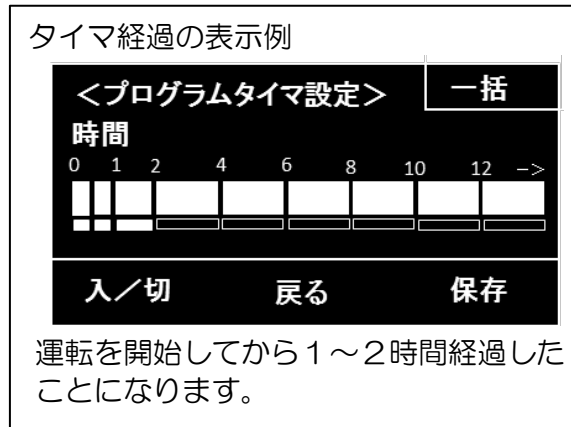 タイマ経過の表示例
＜プログラムタイマ設定＞ 一括
時間
0 1 2 4 6 8 10 12 ->
入／切 戻る 保存
運転を開始してから１～２時間経過した
ことになります。